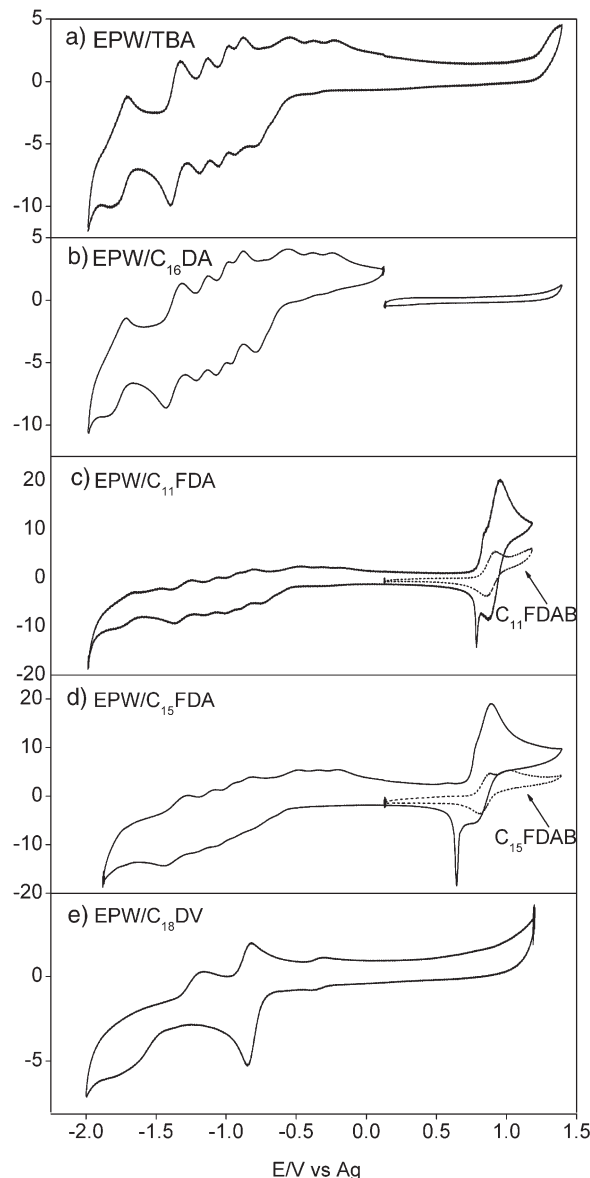 a) EPW/TBA
5
0
-5
-10
b) EPW/C₁₆DA
5
0
-5
-10
c) EPW/C₁₁FDA
20
10
0
-10
-20
C₁₁FDAB
d) EPW/C₁₅FDA
20
10
0
-10
-20
C₁₅FDAB
e) EPW/C₁₈DV
0
-5
-2.0 -1.5 -1.0 -0.5 0.0 0.5 1.0 1.5
E/V vs Ag